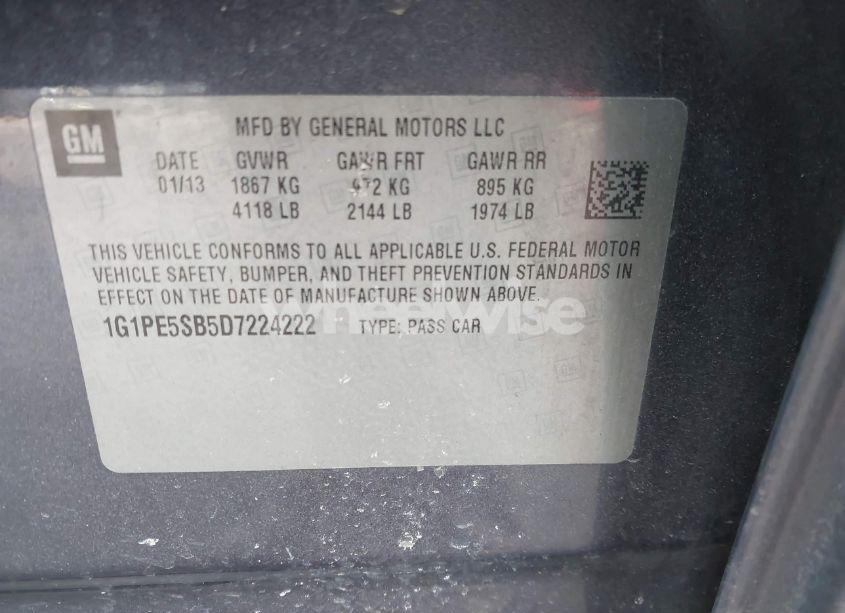 GM
MFD BY GENERAL MOTORS LLC
DATE GVWR GAWR FRT GAWR RR
01/13 1867 KG KG 895 KG
4118 LB 2144 LB 1974 LB
THIS VEHICLE CONFORMS TO ALL APPLICABLE U.S. FEDERAL MOTOR
VEHICLE SAFETY, BUMPER, AND THEFT PREVENTION STANDARDS IN
EFFECT ON THE DATE OF MANUFACTURE SHOWN ABOVE.
wheelwise
1G1PE5SB5D7224222 TYPE: PASS CAR